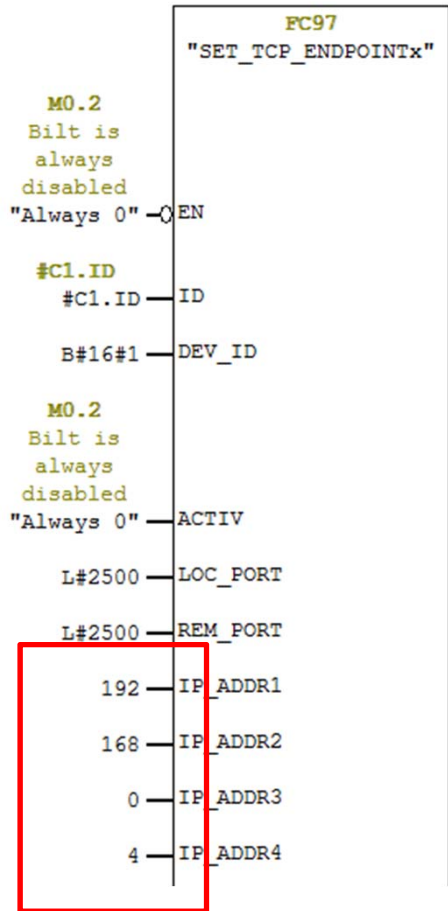 FC97
"SET_TCP_ENDPOINTx"
M0.2
Bilt is
always
disabled
"Always 0" EN
#C1.ID
#C1.ID ID
B#16#1 DEV_ID
M0.2
Bilt is
always
disabled
"Always 0" ACTIV
L#2500 LOC_PORT
L#2500 REM_PORT
192 IP_ADDR1
168 IP_ADDR2
0 IP_ADDR3
4 IP_ADDR4